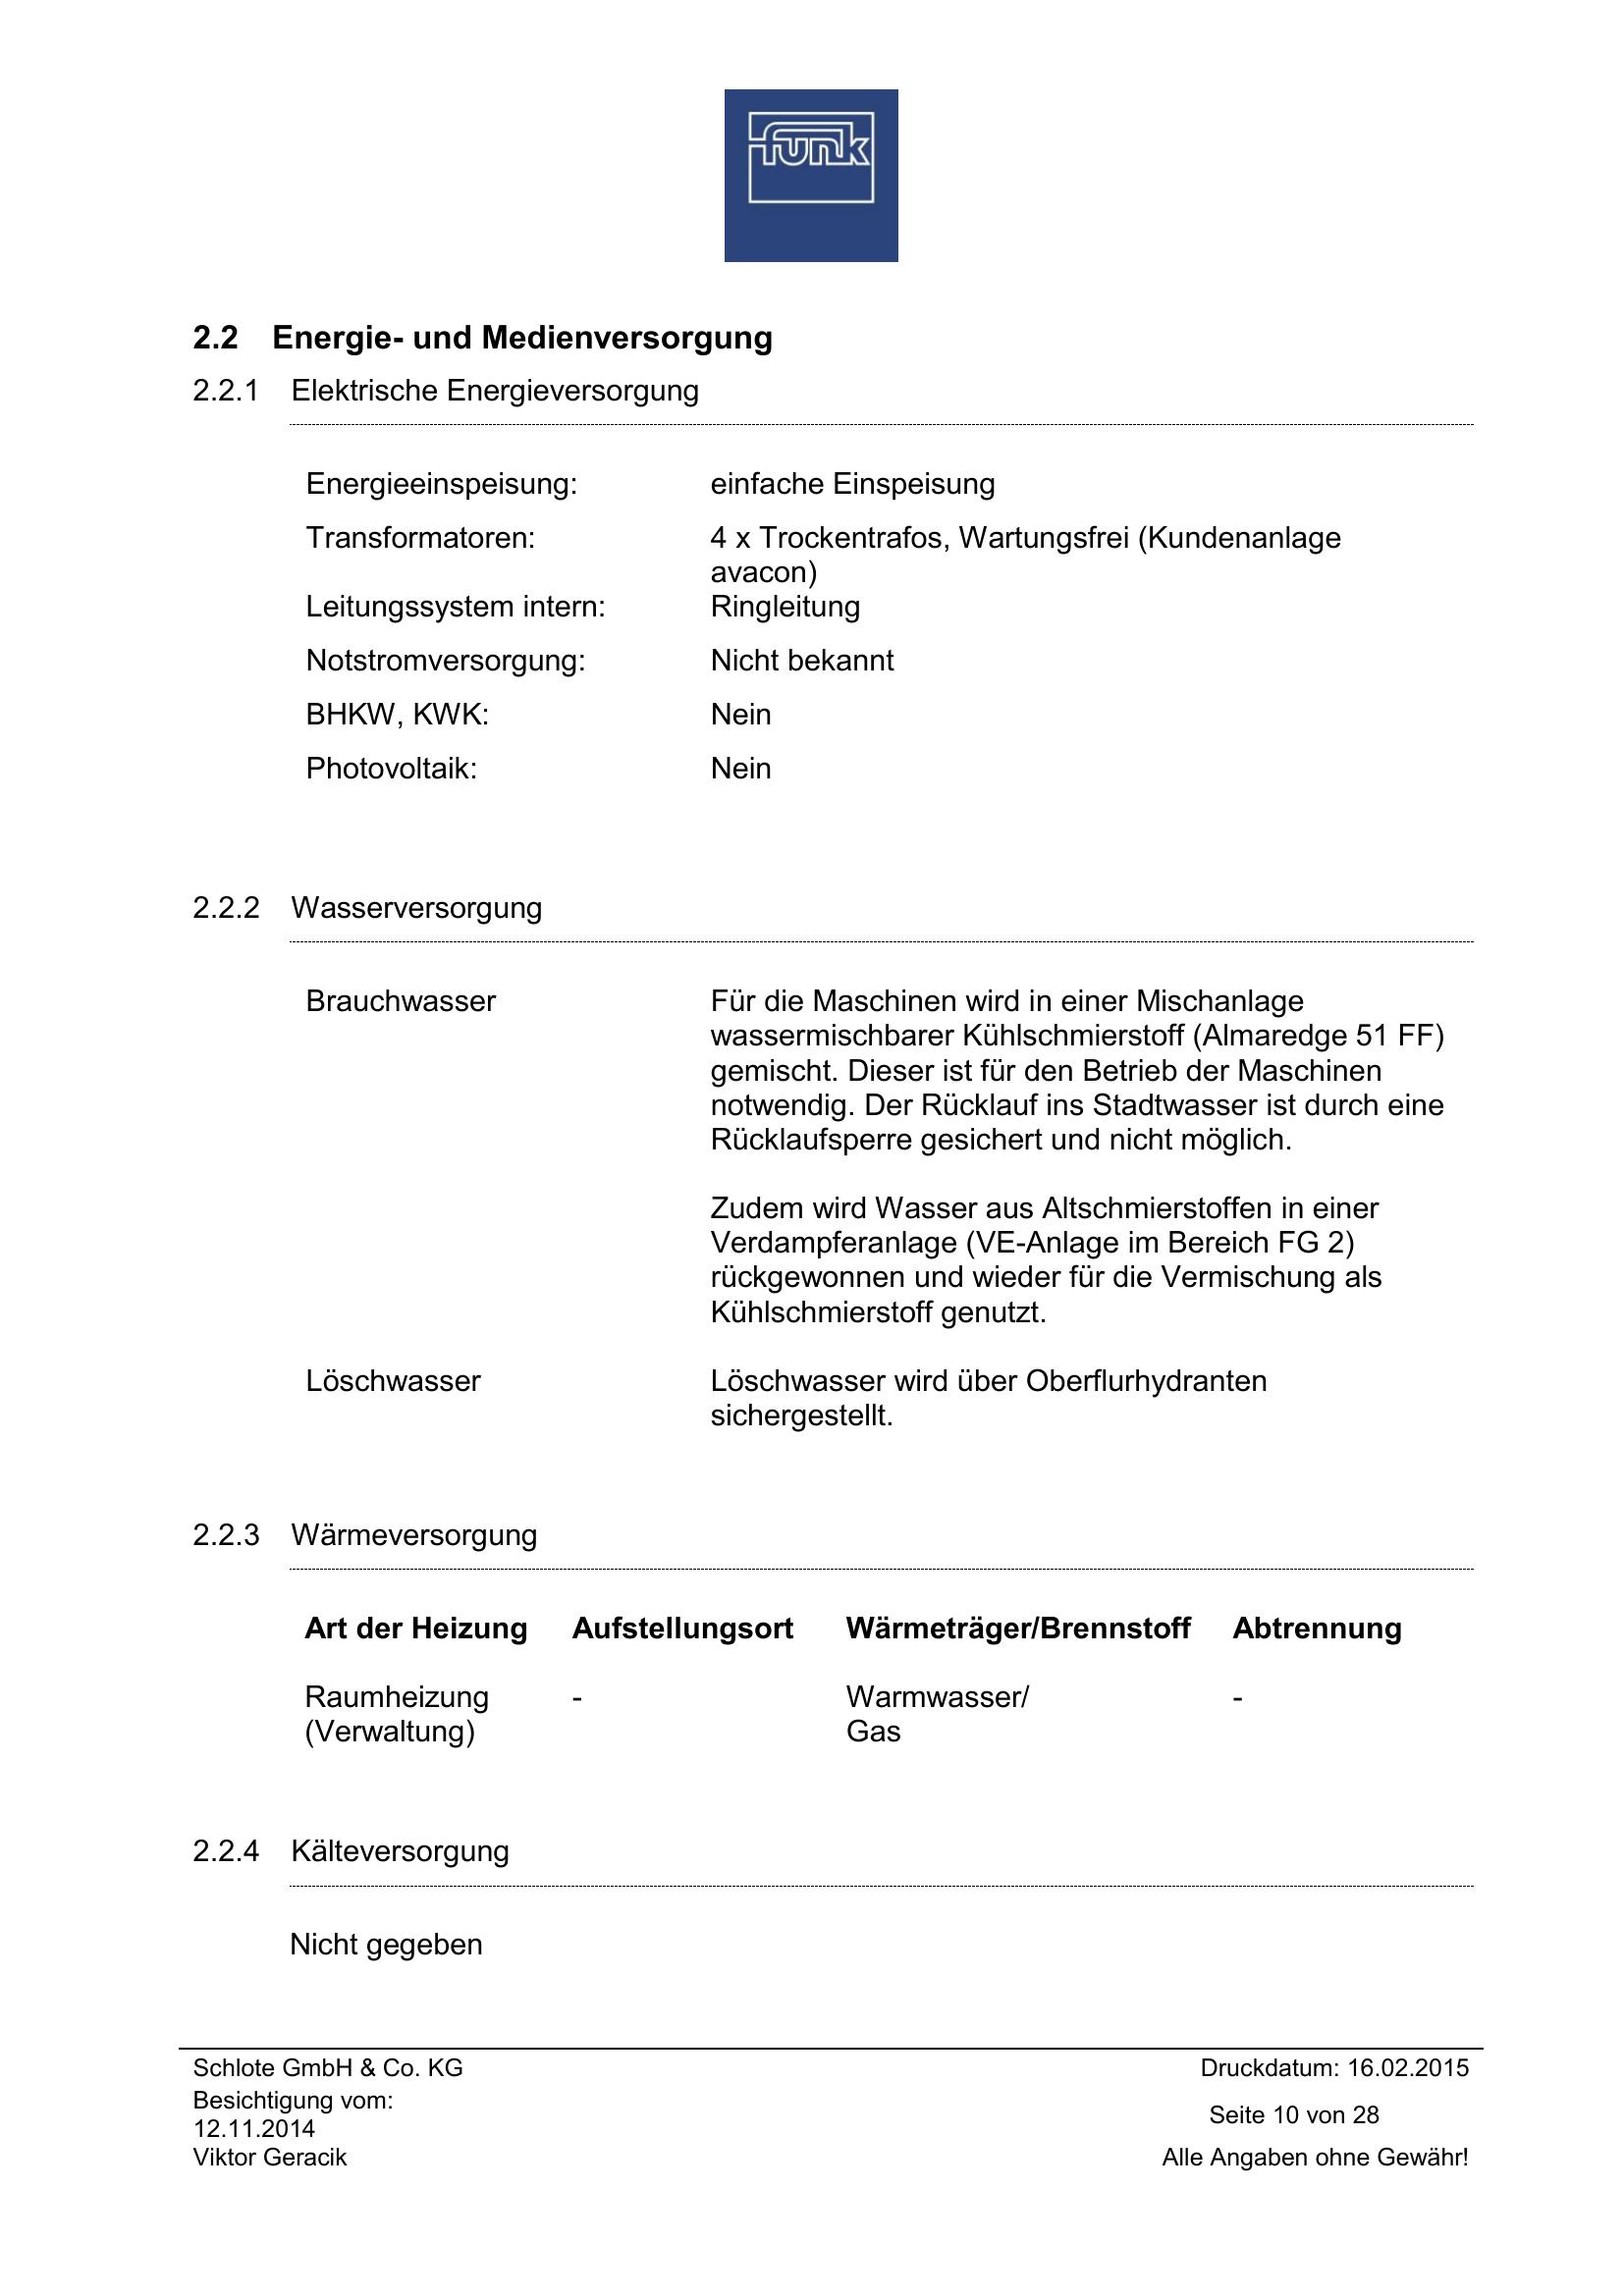 funk
2.2 Energie- und Medienversorgung
2.2.1 Elektrische Energieversorgung
Energieeinspeisung: einfache Einspeisung
Transformatoren: 4 x Trockentrafos, Wartungsfrei (Kundenanlage
avacon)
Leitungssystem intern: Ringleitung
Notstromversorgung: Nicht bekannt
BHKW, KWK: Nein
Photovoltaik: Nein
2.2.2 Wasserversorgung
Brauchwasser Für die Maschinen wird in einer Mischanlage
wassermischbarer Kühlschmierstoff (Almaredge 51 FF)
gemischt. Dieser ist für den Betrieb der Maschinen
notwendig. Der Rücklauf ins Stadtwasser ist durch eine
Rücklaufsperre gesichert und nicht möglich.
Zudem wird Wasser aus Altschmierstoffen in einer
Verdampferanlage (VE-Anlage im Bereich FG 2)
rückgewonnen und wieder für die Vermischung als
Kühlschmierstoff genutzt.
Löschwasser Löschwasser wird über Oberflurhydranten
sichergestellt.
2.2.3 Wärmeversorgung
Art der Heizung Aufstellungsort Wärmeträger/Brennstoff Abtrennung
Raumheizung - Warmwasser/ -
(Verwaltung) Gas
2.2.4 Kälteversorgung
Nicht gegeben
Schlote GmbH & Co. KG Druckdatum: 16.02.2015
Besichtigung vom:
12.11.2014 Seite 10 von 28
Viktor Geracik Alle Angaben ohne Gewähr!